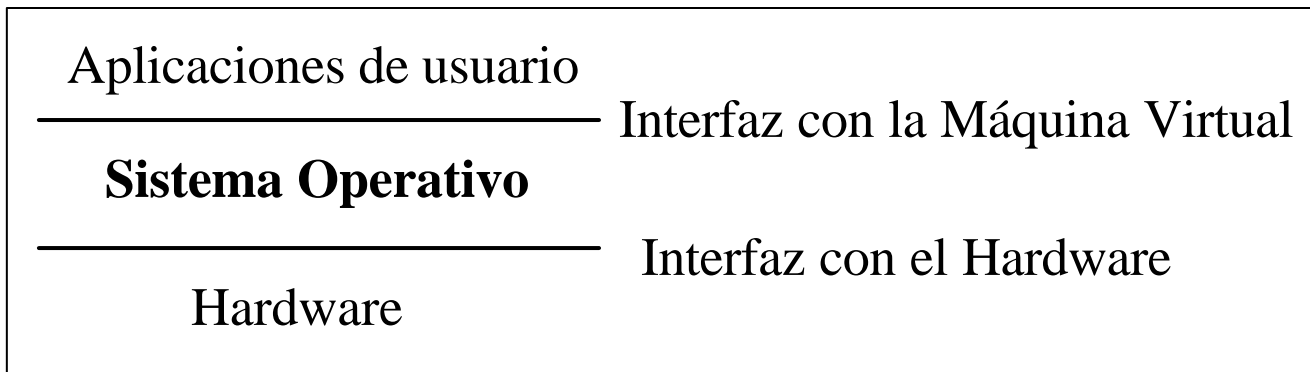 Aplicaciones de usuario
Interfaz con la Máquina Virtual
Sistema Operativo
Interfaz con el Hardware
Hardware